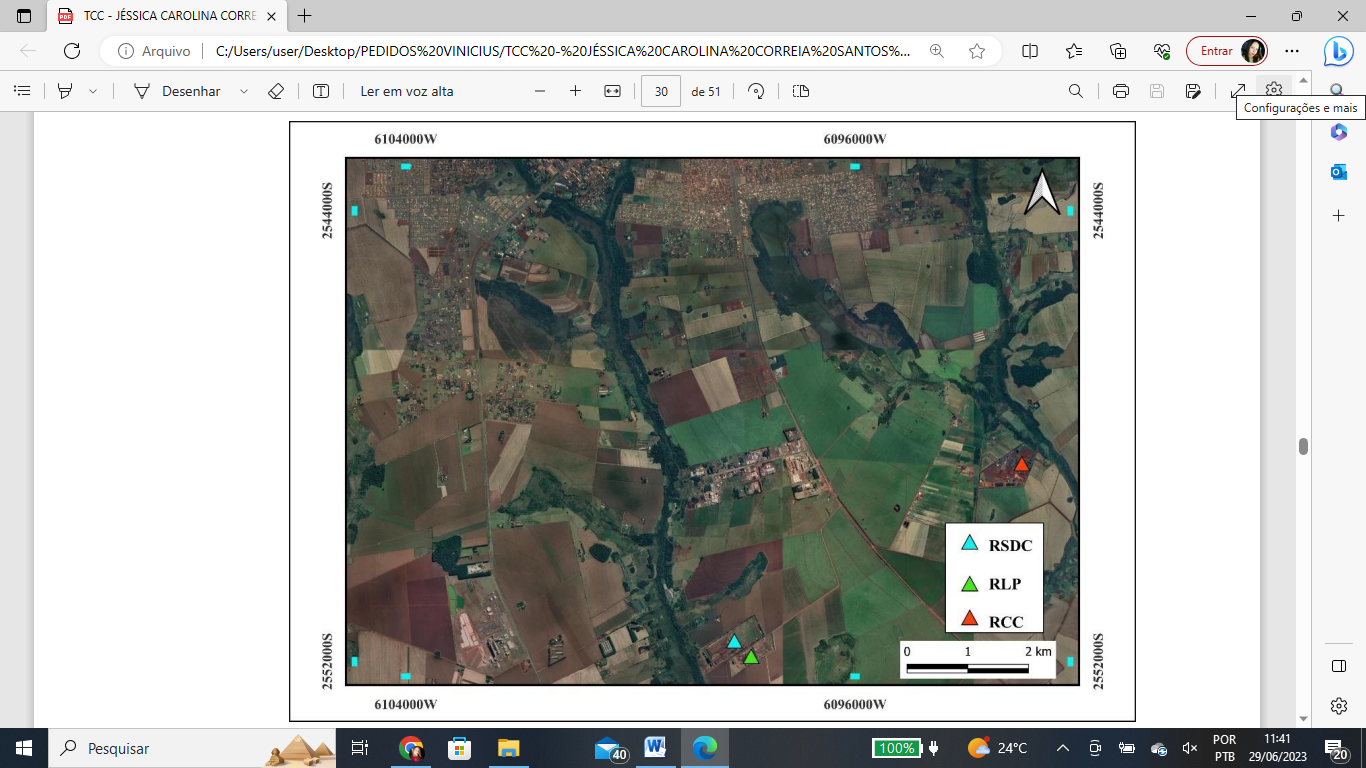 TCC - JÉSSICA CAROLINA CORRE
Arquivo
C:/Users/user/Desktop/PEDIDOS%20VINICIUS/TCC%20-%20JÉSSICA%20CAROLINA%20CORREIA%20SANTOS%...
Entrar
Desenhar
Ler em voz alta
30
de 51
Configurações e mais
6104000W
6096000W
2544000S
2544000S
RSDC
RLP
RCC
0
1
2 km
2552000S
2552000S
6104000W
6096000W
Pesquisar
40
100%
24°C
POR
PTB
11:41
29/06/2023
20